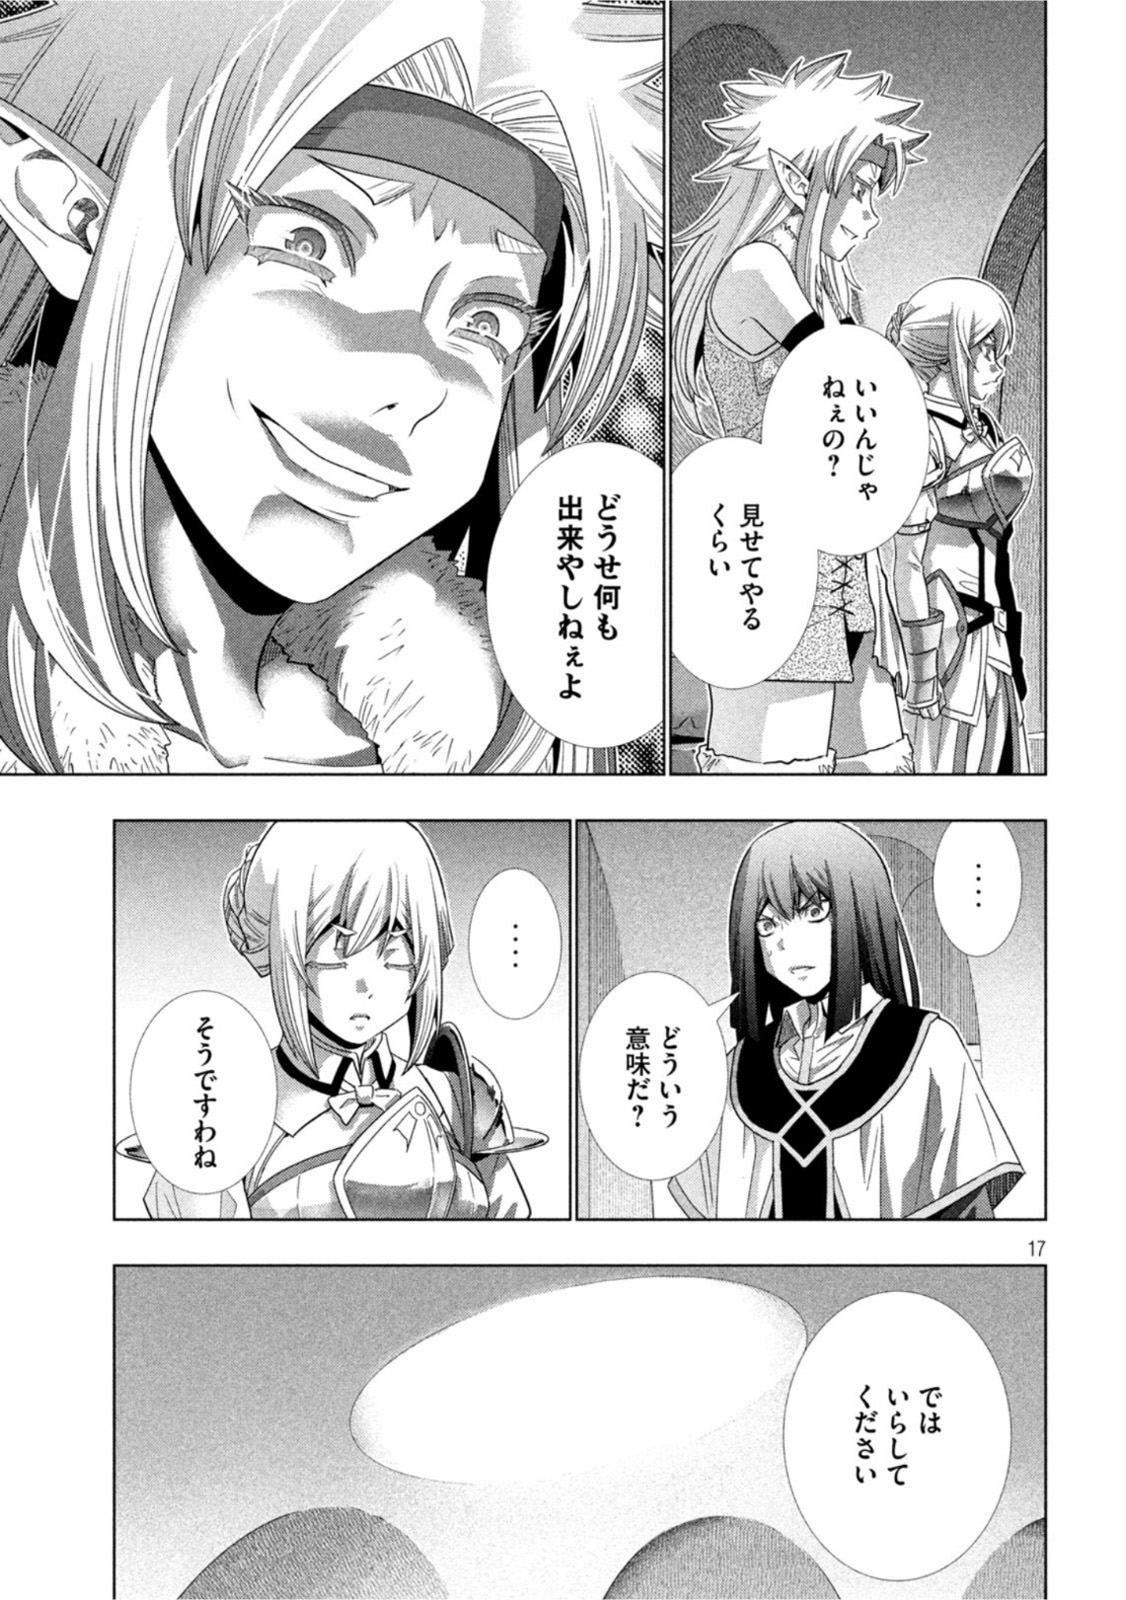 いいんじゃ
ねぇの?
見せてやる
くらい
どうせ何も
出来やしねぇよ
・・・・
どういう
意味だ?
・・・・
そうですわね
17
では
いらして
ください